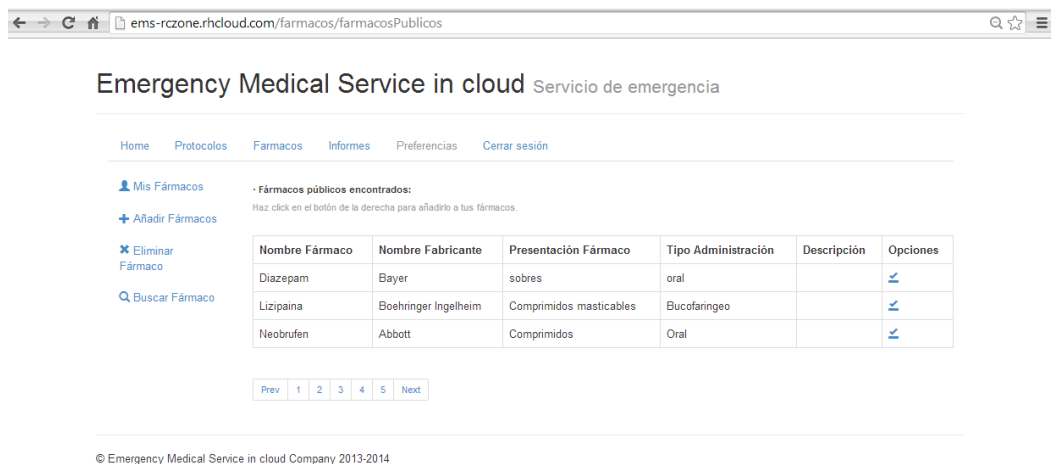 ems-rczone.rhcloud.com/farmacos/farmacosPublicos
Emergency Medical Service in cloud Servicio de emergencia
Home Protocolos Farmacos Informes Preferencias Cerrar sesión
Mis Fármacos
Añadir Fármacos
Eliminar
Fármaco
Buscar Fármaco
· Fármacos públicos encontrados:
Haz click en el botón de la derecha para añadirlo a tus fármacos.
Nombre Fármaco Nombre Fabricante Presentación Fármaco Tipo Administración Descripción Opciones
Diazepam Bayer sobres oral
Lizipaina Boehringer Ingelheim Comprimidos masticables Bucofaringeo
Neobrufen Abbott Comprimidos Oral
Prev 1 2 3 4 5 Next
© Emergency Medical Service in cloud Company 2013-2014